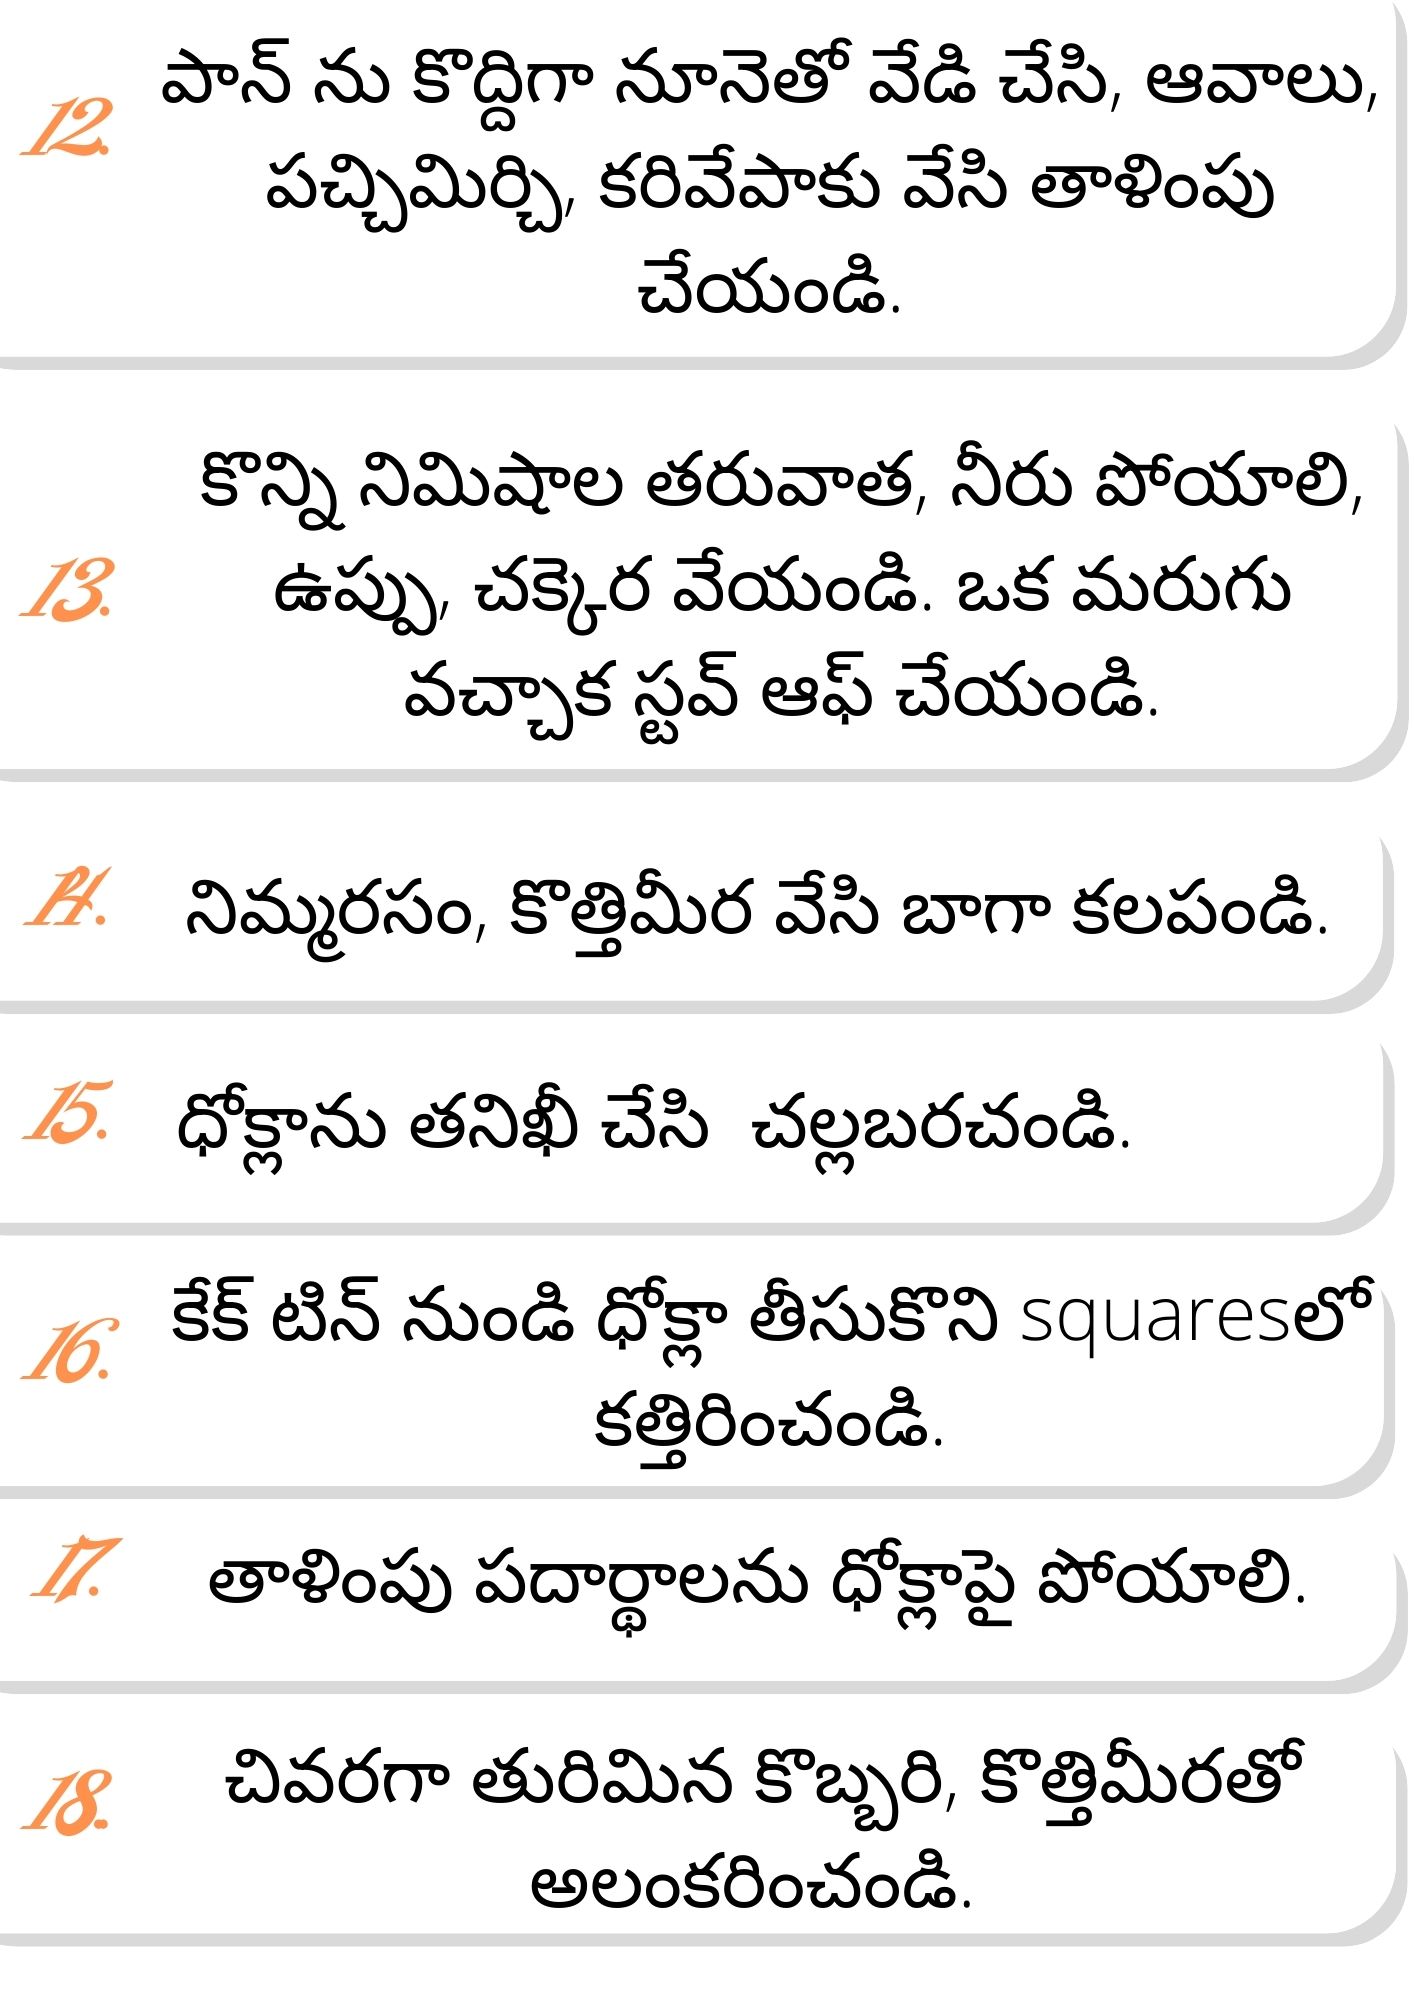 12. పాన్ ను కొద్దిగా నూనెతో వేడి చేసి, ఆవాలు,
పచ్చిమిర్చి, కరివేపాకు వేసి తాళింపు
చేయండి.
కొన్ని నిమిషాల తరువాత, నీరు పోయాలి,
13. ఉప్పు, చక్కెర వేయండి. ఒక మరుగు
వచ్చాక స్టవ్ ఆఫ్ చేయండి.
14. నిమ్మరసం, కొత్తిమీర వేసి బాగా కలపండి.
15. ధోక్లాను తనిఖీ చేసి చల్లబరచండి.
16. కేక్ టిన్ నుండి ధోక్లా తీసుకొని squaresలో
కత్తిరించండి.
17. తాళింపు పదార్థాలను ధోక్లాపై పోయాలి.
18. చివరగా తురిమిన కొబ్బరి, కొత్తిమీరతో
అలంకరించండి.